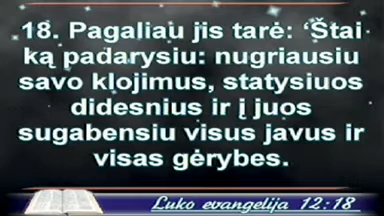 18. Pagaliau jis tarė: ‘Štai
ką padarysiu: nugriausiu
savo klojimus, statysiuos
didesnius ir į juos
sugabensiu visus javus ir
visas gėrybes.
Luko evangelija 12:18